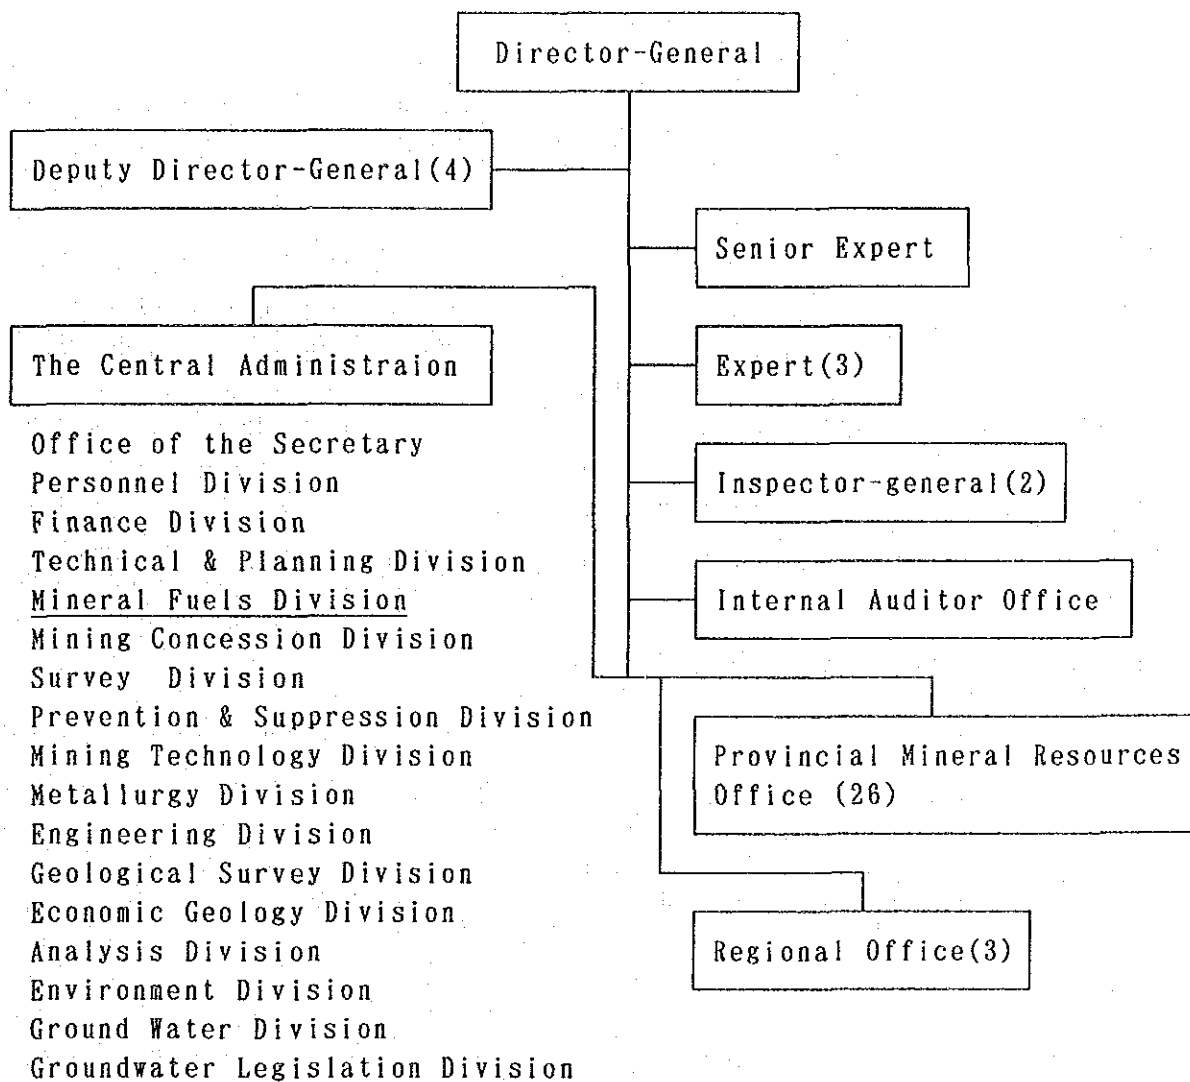 Director-General
Deputy Director-General(4)
Senior Expert
The Central Administraion
Expert(3)
Office of the Secretary
Personnel Division
Finance Division
Technical & Planning Division
Mineral Fuels Division
Mining Concession Division
Survey Division
Prevention & Suppression Division
Mining Technology Division
Metallurgy Division
Engineering Division
Geological Survey Division
Economic Geology Division
Analysis Division
Environment Division
Ground Water Division
Groundwater Legislation Division
Inspector-general(2)
Internal Auditor Office
Provincial Mineral Resources
Office (26)
Regional Office(3)